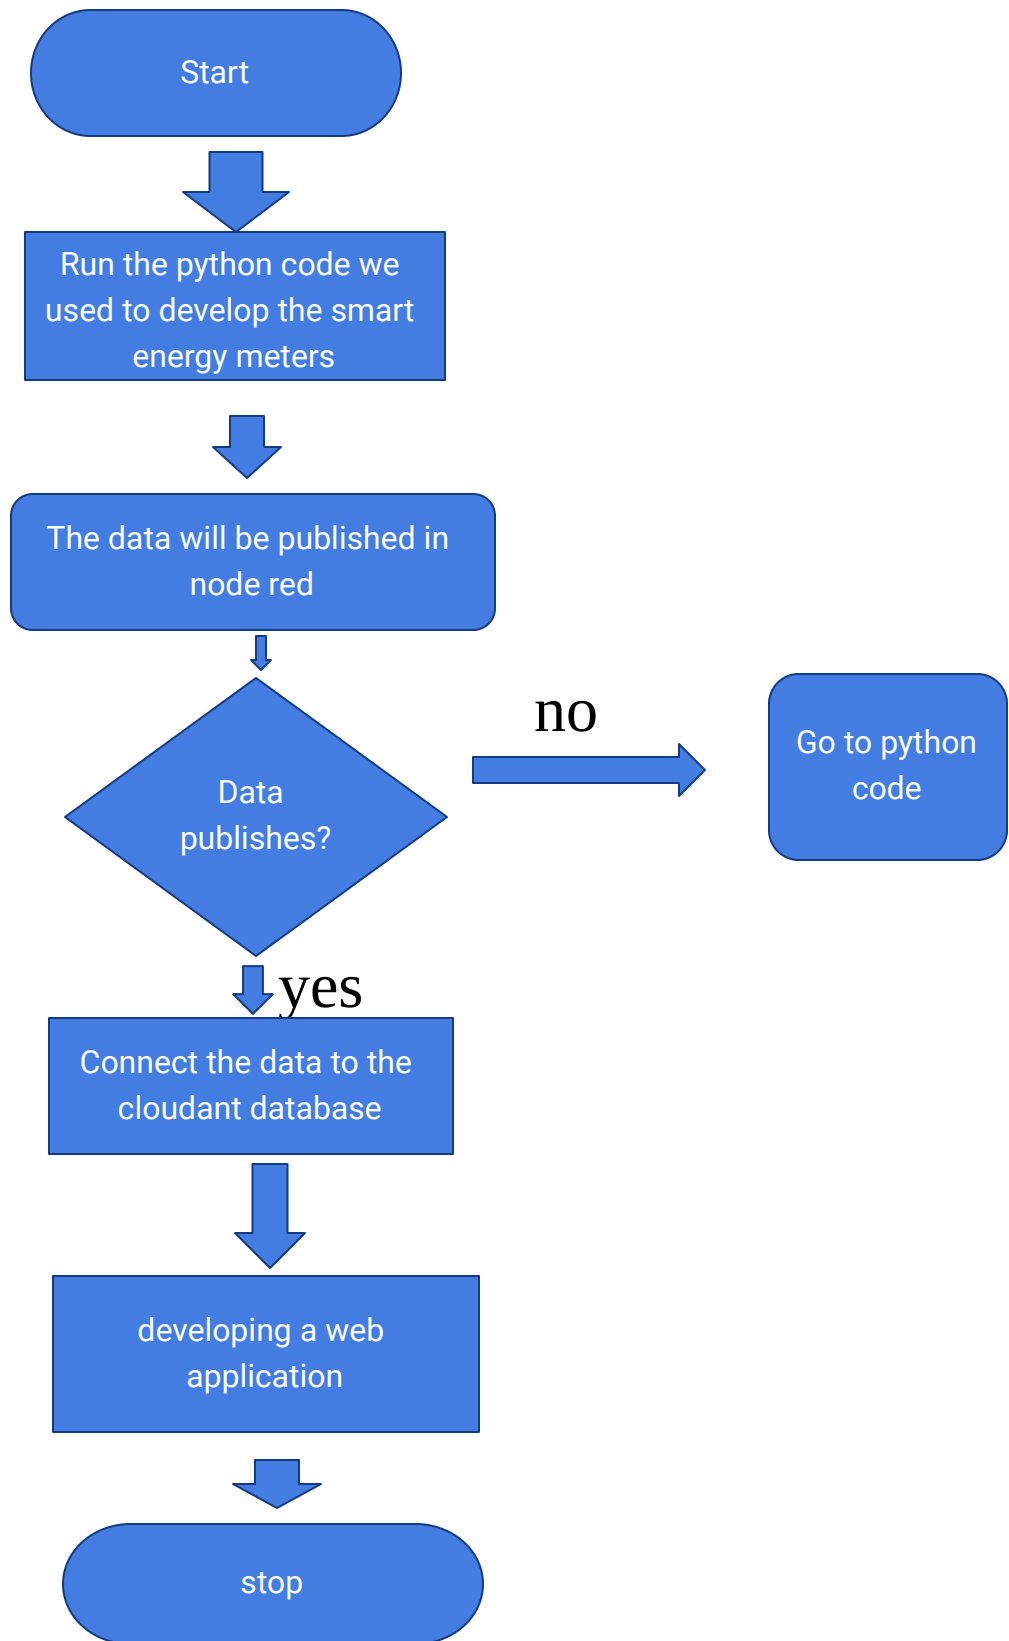 Start
Run the python code we
used to develop the smart
energy meters
The data will be published in
node red
Data
publishes?
no
Go to python
code
yes
Connect the data to the
cloudant database
developing a web
application
stop